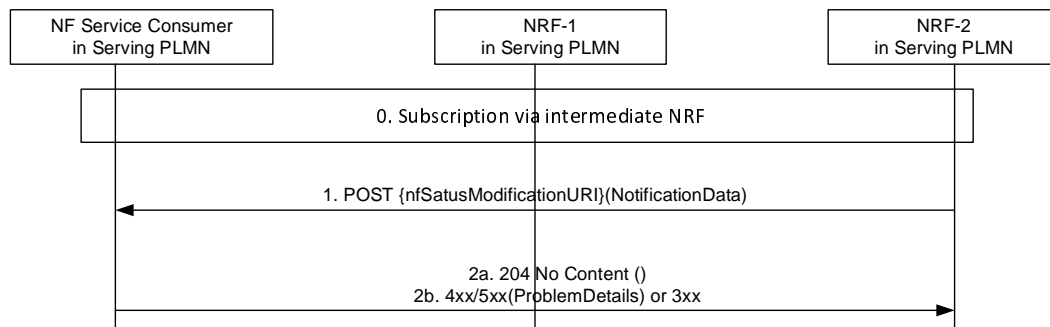 NF Service Consumer
in Serving PLMN
NRF-1
in Serving PLMN
NRF-2
in Serving PLMN
0. Subscription via intermediate NRF
1. POST {nfSatusModificationURI}(NotificationData)
2a. 204 No Content ()
2b. 4xx/5xx(ProblemDetails) or 3xx